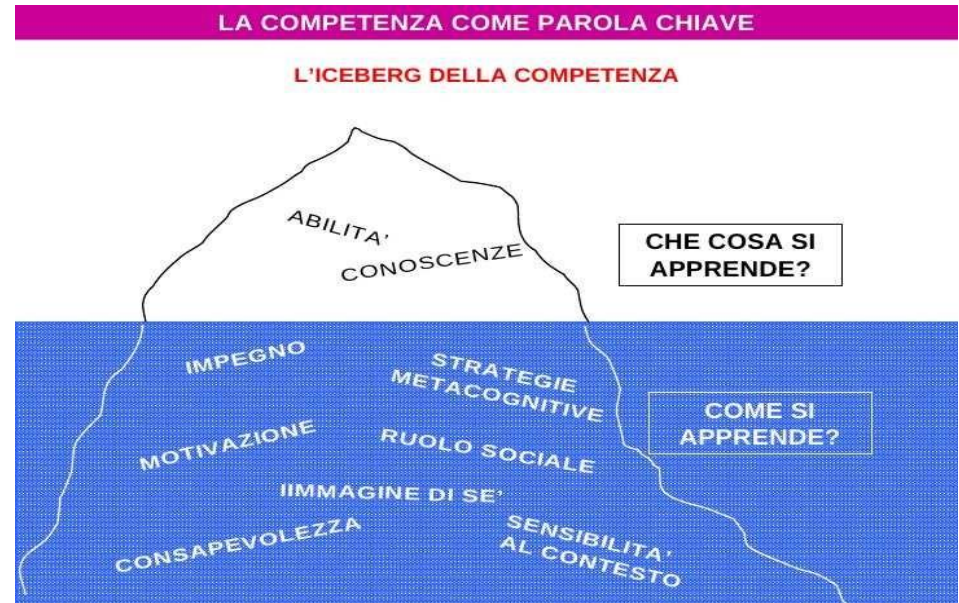 LA COMPETENZA COME PAROLA CHIAVE
L'ICEBERG DELLA COMPETENZA
ABILITA'
CONOSCENZE
CHE COSA SI
APPRENDE?
IMPEGNO
STRATEGIE
METACOGNITIVE
COME SI
APPRENDE?
MOTIVAZIONE
RUOLO SOCIALE
IIMMAGINE DI SE'
CONSAPEVOLEZZA
SENSIBILITA'
AL CONTESTO